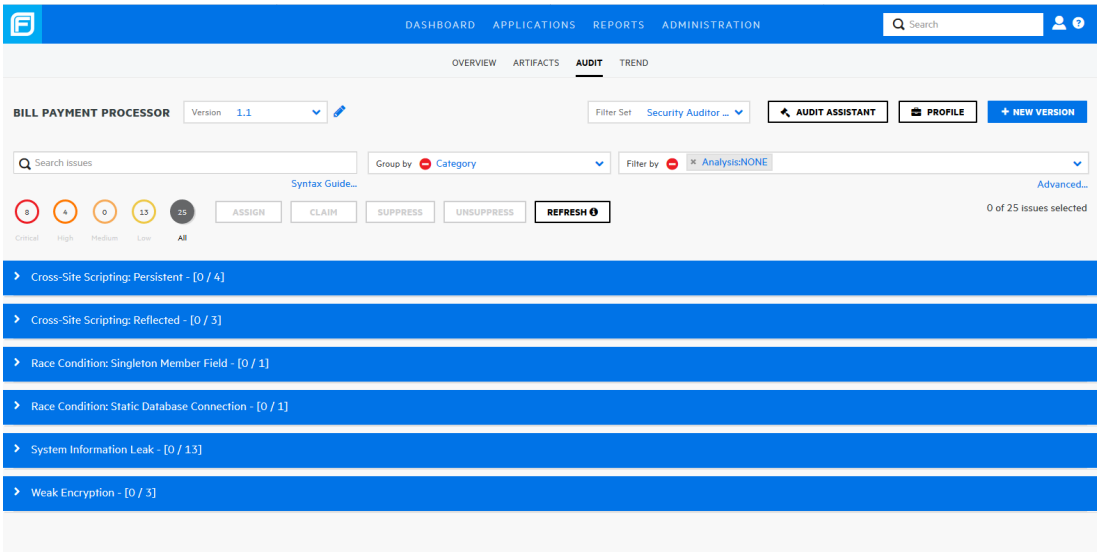 DASHBOARD APPLICATIONS REPORTS ADMINISTRATION Search
OVERVIEW ARTIFACTS AUDIT TREND
BILL PAYMENT PROCESSOR Version 1.1 Filter Set Security Auditor ... AUDIT ASSISTANT PROFILE + NEW VERSION
Search issues Group by Category Filter by × Analysis:NONE
Syntax Guide... Advanced...
8 4 0 13 25 ASSIGN CLAIM SUPPRESS UNSUPPRESS REFRESH 0 of 25 issues selected
Critical High Medium Low All
Cross-Site Scripting: Persistent - [0 / 4]
Cross-Site Scripting: Reflected - [0 / 3]
Race Condition: Singleton Member Field - [0 / 1]
Race Condition: Static Database Connection - [0 / 1]
System Information Leak - [0 / 13]
Weak Encryption - [0 / 3]